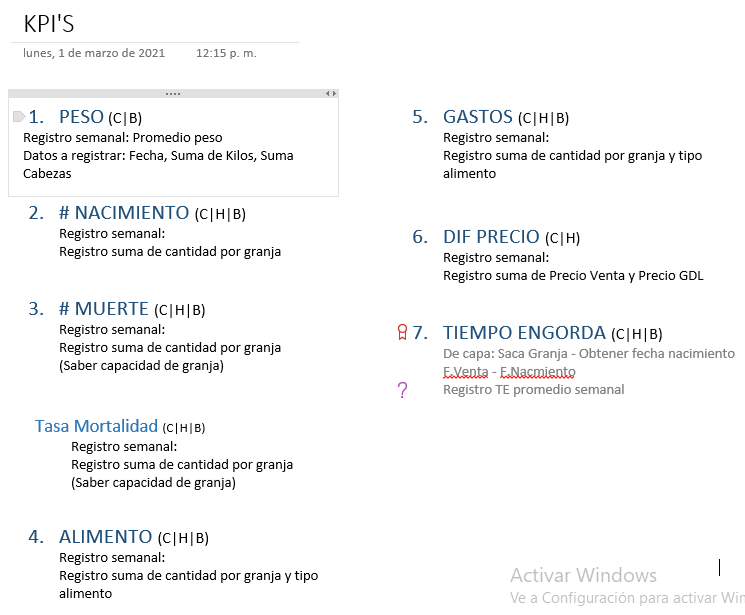 KPI'S
lunes, 1 de marzo de 2021 12:15 p. m.
1. PESO (C|B)
Registro semanal: Promedio peso
Datos a registrar: Fecha, Suma de Kilos, Suma
Cabezas
2. # NACIMIENTO (C|H|B)
Registro semanal:
Registro suma de cantidad por granja
3. # MUERTE (C|H|B)
Registro semanal:
Registro suma de cantidad por granja
(Saber capacidad de granja)
Tasa Mortalidad (C|H|B)
Registro semanal:
Registro suma de cantidad por granja
(Saber capacidad de granja)
4. ALIMENTO (C|H|B)
Registro semanal:
Registro suma de cantidad por granja y tipo
alimento
5. GASTOS (C|H|B)
Registro semanal:
Registro suma de cantidad por granja y tipo
alimento
6. DIF PRECIO (C|H)
Registro semanal:
Registro suma de Precio Venta y Precio GDL
7. TIEMPO ENGORDA (C|H|B)
De capa: Saca Granja - Obtener fecha nacimiento
F.Venta - F.Nacmiento
? Registro TE promedio semanal
Activar Windows
Ve a Configuración para activar Win